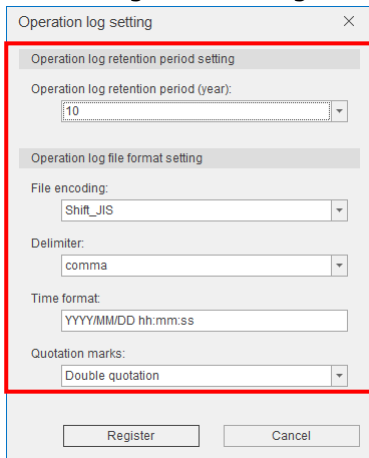 Operation log setting
Operation log retention period setting
Operation log retention period (year):
10
Operation log file format setting
File encoding:
Shift_JIS
Delimiter:
comma
Time format:
YYYY/MM/DD hh:mm:ss
Quotation marks:
Double quotation
Register Cancel